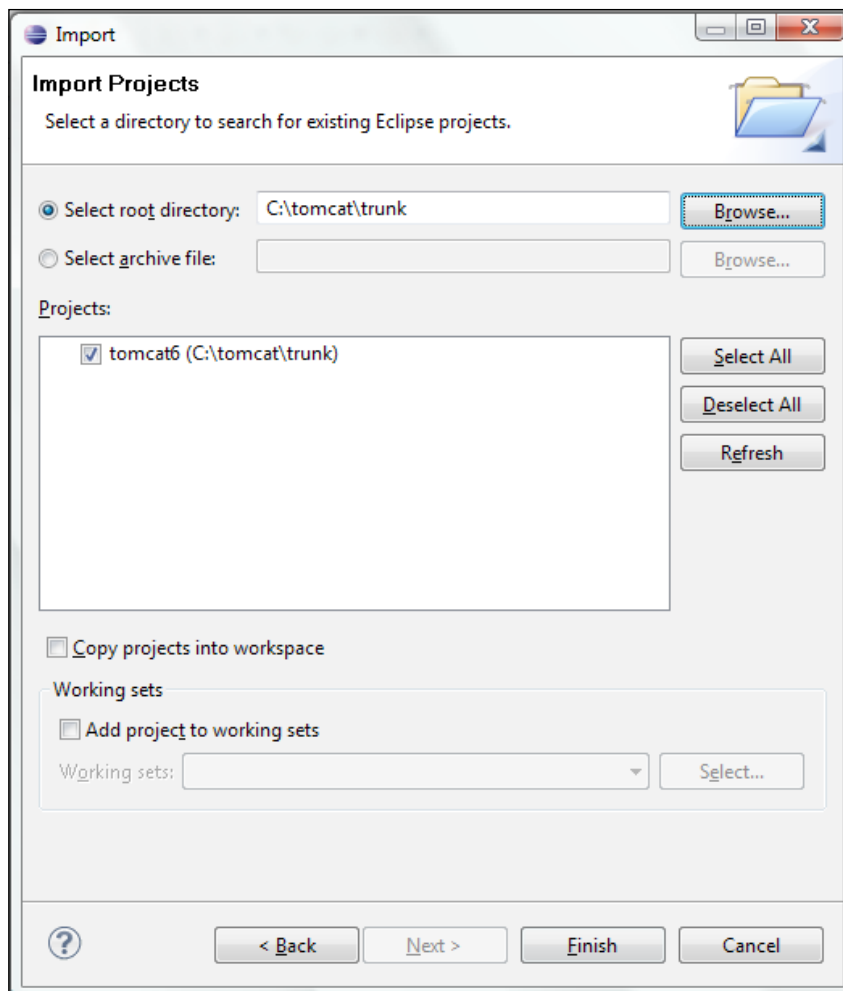 Import
Import Projects
Select a directory to search for existing Eclipse projects.
Select root directory: C:\tomcat\trunk Browse...
Select archive file: Browse...
Projects:
tomcat6 (C:\tomcat\trunk) Select All
Deselect All
Refresh
Copy projects into workspace
Working sets
Add project to working sets
Working sets: Select...
? < Back Next > Finish Cancel